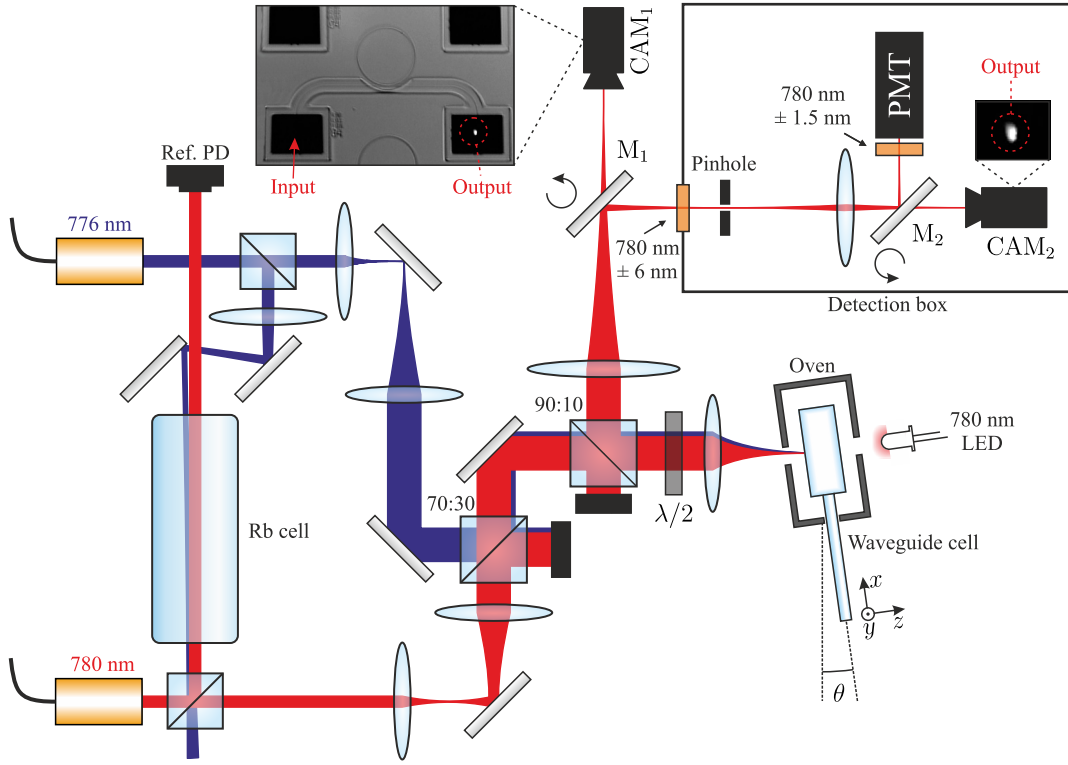 CAM₁
780 nm
± 1.5 nm
PMT
Output
Ref. PD
Input
Output
M₁
Pinhole
776 nm
780 nm
± 6 nm
M₂
CAM₂
Detection box
Oven
90:10
780 nm
LED
70:30
λ/2
Rb cell
Waveguide cell
x
y
z
780 nm
θ